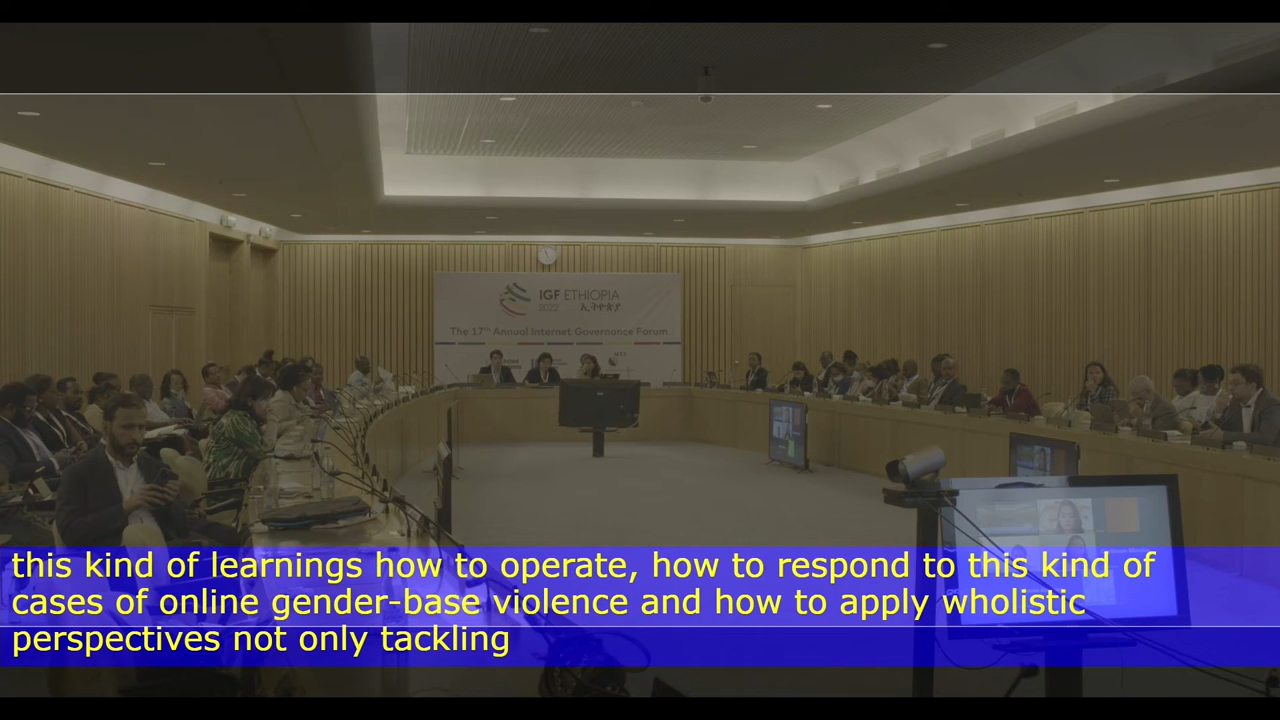 IGF ETHIOPIA
2022 ኢትዮጵያ
The 17th Annual Internet Governance Forum
this kind of learnings how to operate, how to respond to this kind of
cases of online gender-base violence and how to apply wholistic
perspectives not only tackling